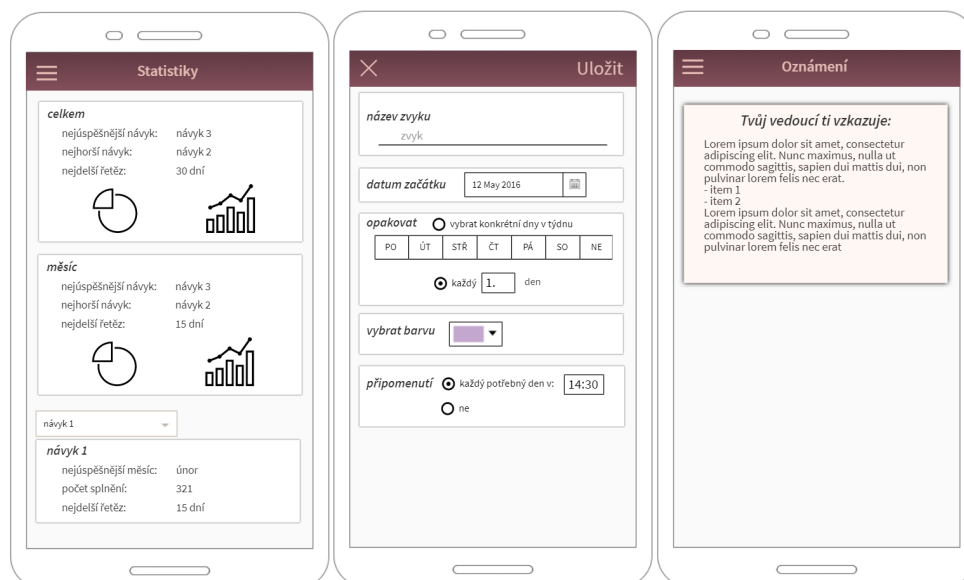 Statistiky
celkem
nejúspěšnější návyk: návyk 3
nejhorší návyk: návyk 2
nejdelší řetěz: 30 dní
měsíc
nejúspěšnější návyk: návyk 3
nejhorší návyk: návyk 2
nejdelší řetěz: 15 dní
návyk 1
návyk 1
nejúspěšnější měsíc: únor
počet splnění: 321
nejdelší řetěz: 15 dní
Uložit
název zvyku
zvyk
datum začátku 12 May 2016
opakovat vybrat konkrétní dny v týdnu
PO ÚT STŘ ČT PÁ SO NE
každý 1. den
vybrat barvu
připomenutí každý potřebný den v: 14:30
ne
Oznámení
Tvůj vedoucí ti vzkazuje:
Lorem ipsum dolor sit amet, consectetur
adipiscing elit. Nunc maximus, nulla ut
commodo sagittis, sapien dui mattis dui, non
pulvinar lorem felis nec erat.
- item 1
- item 2
Lorem ipsum dolor sit amet, consectetur
adipiscing elit. Nunc maximus, nulla ut
commodo sagittis, sapien dui mattis dui, non
pulvinar lorem felis nec erat